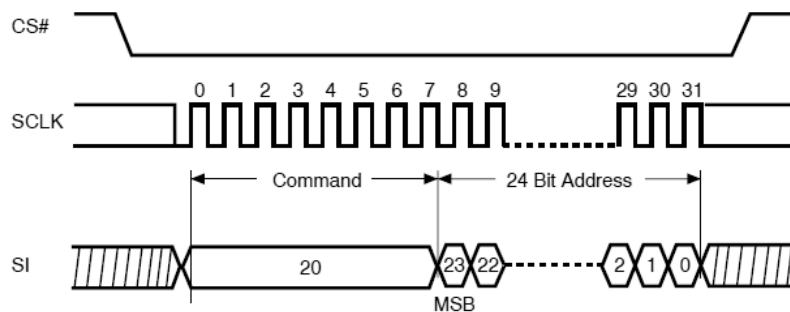 CS#
0 1 2 3 4 5 6 7 8 9 29 30 31
SCLK
Command 24 Bit Address
SI 20 23 22 2 1 0
MSB